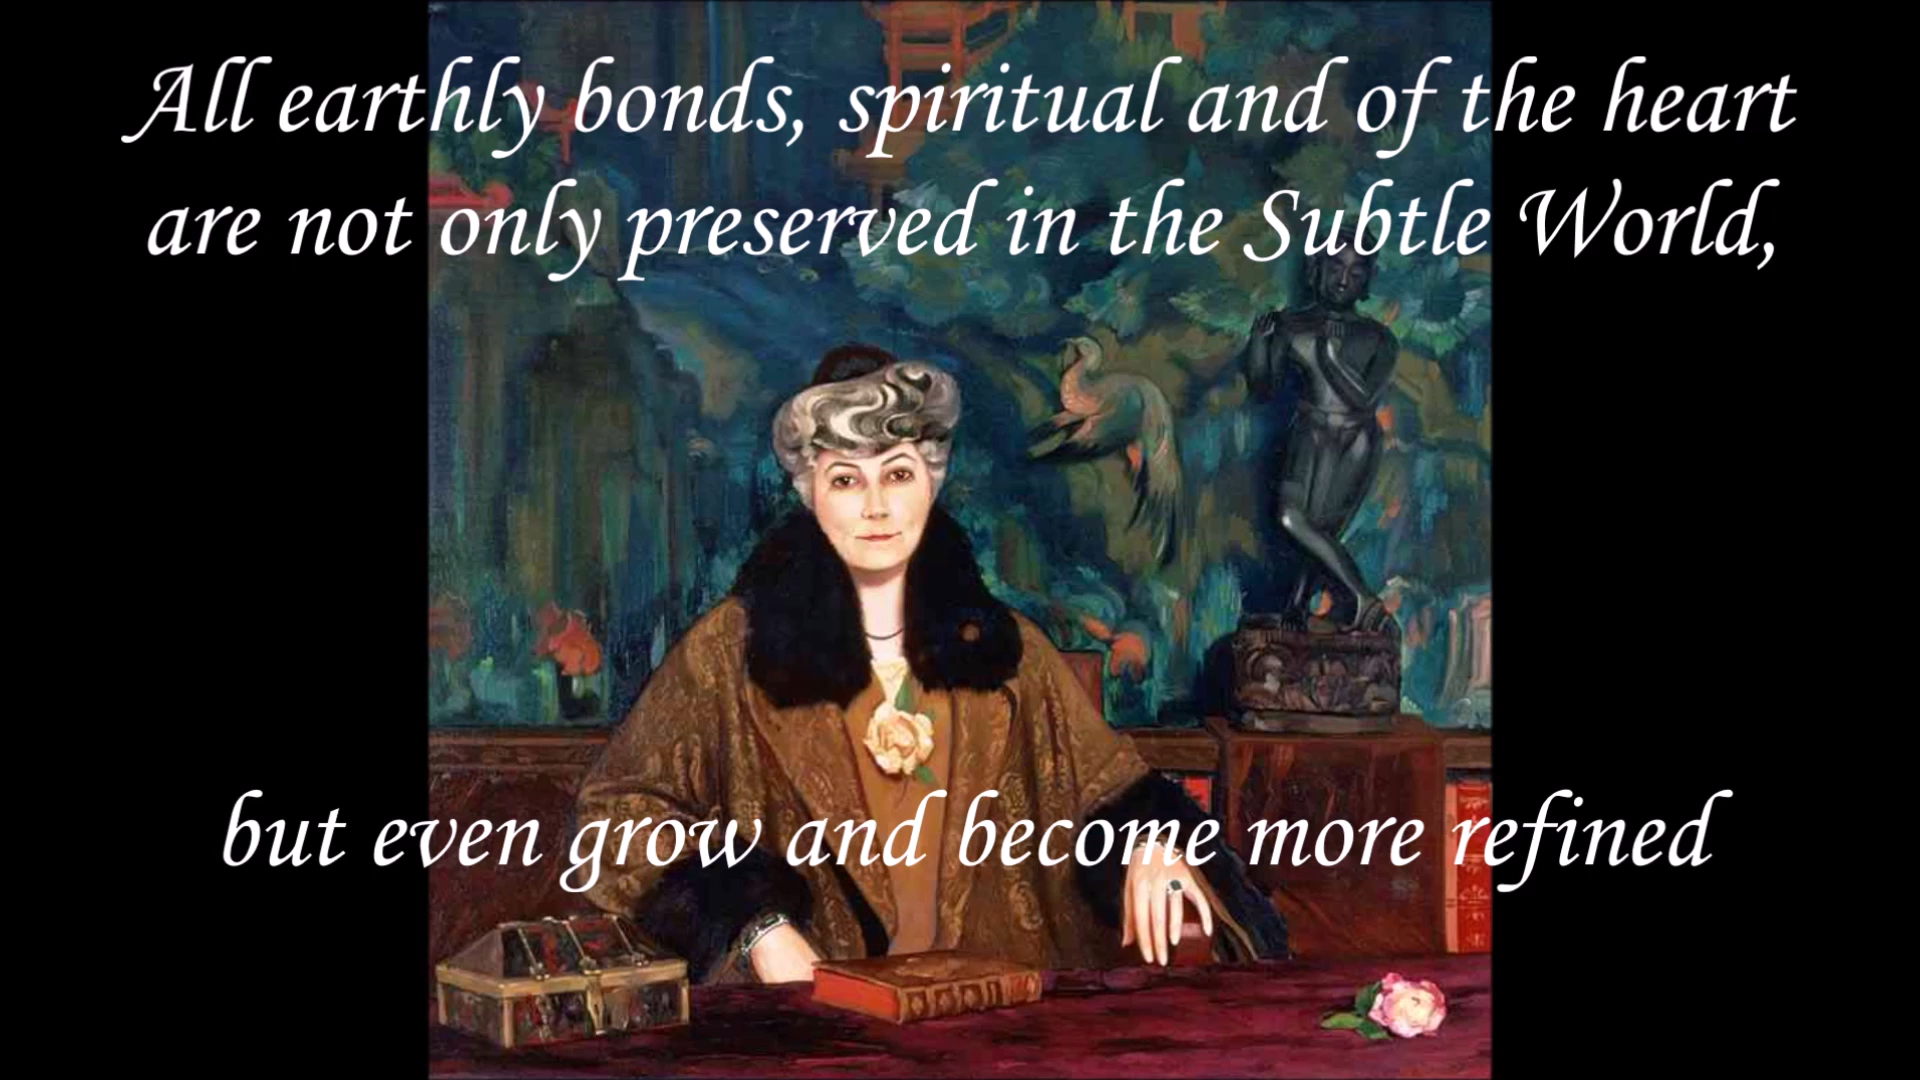 All earthly bonds, spiritual and of the heart
are not only preserved in the Subtle World,
but even grow and become more refined